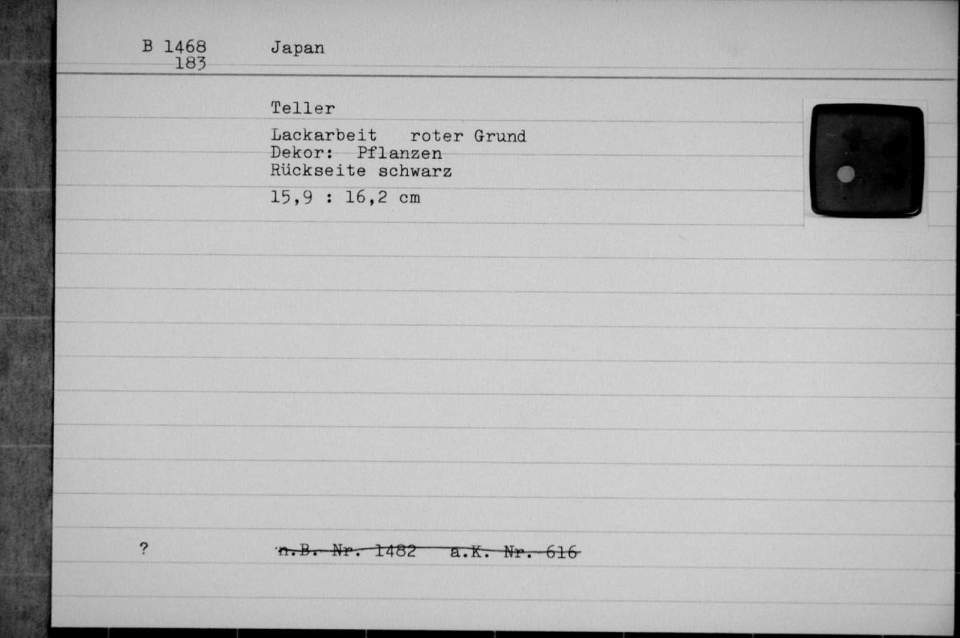 B 1468 Japan
183
Teller
Lackarbeit roter Grund
Dekor: Pflanzen
Rückseite schwarz
15,9 : 16,2 cm
? n.B. Nr. 1482 a.K. Nr. 616